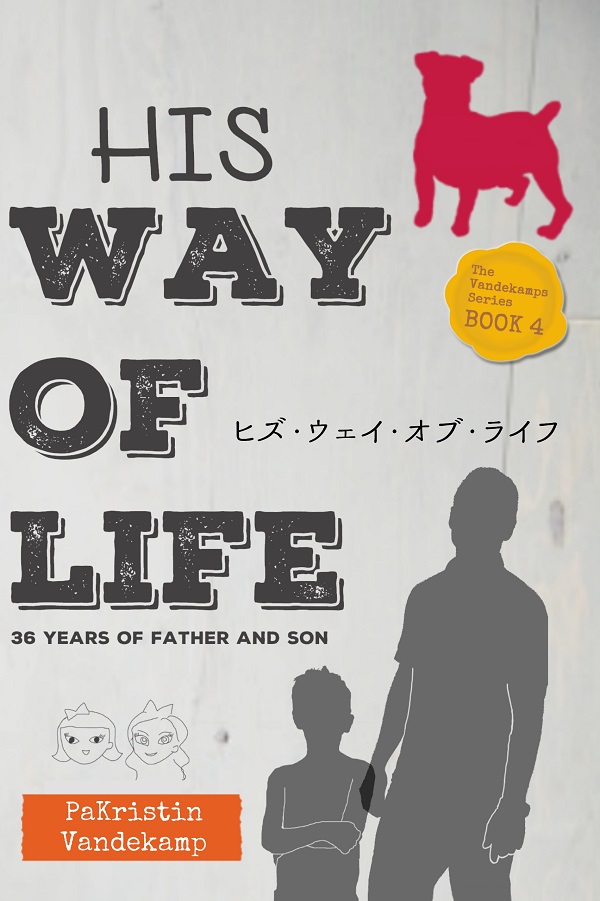 HIS
WAY
The
Vandekamps
Series
BOOK 4
OF
ヒズ・ウェイ・オブ・ライフ
LIFE
36 YEARS OF FATHER AND SON
PaKristin
Vandekamp